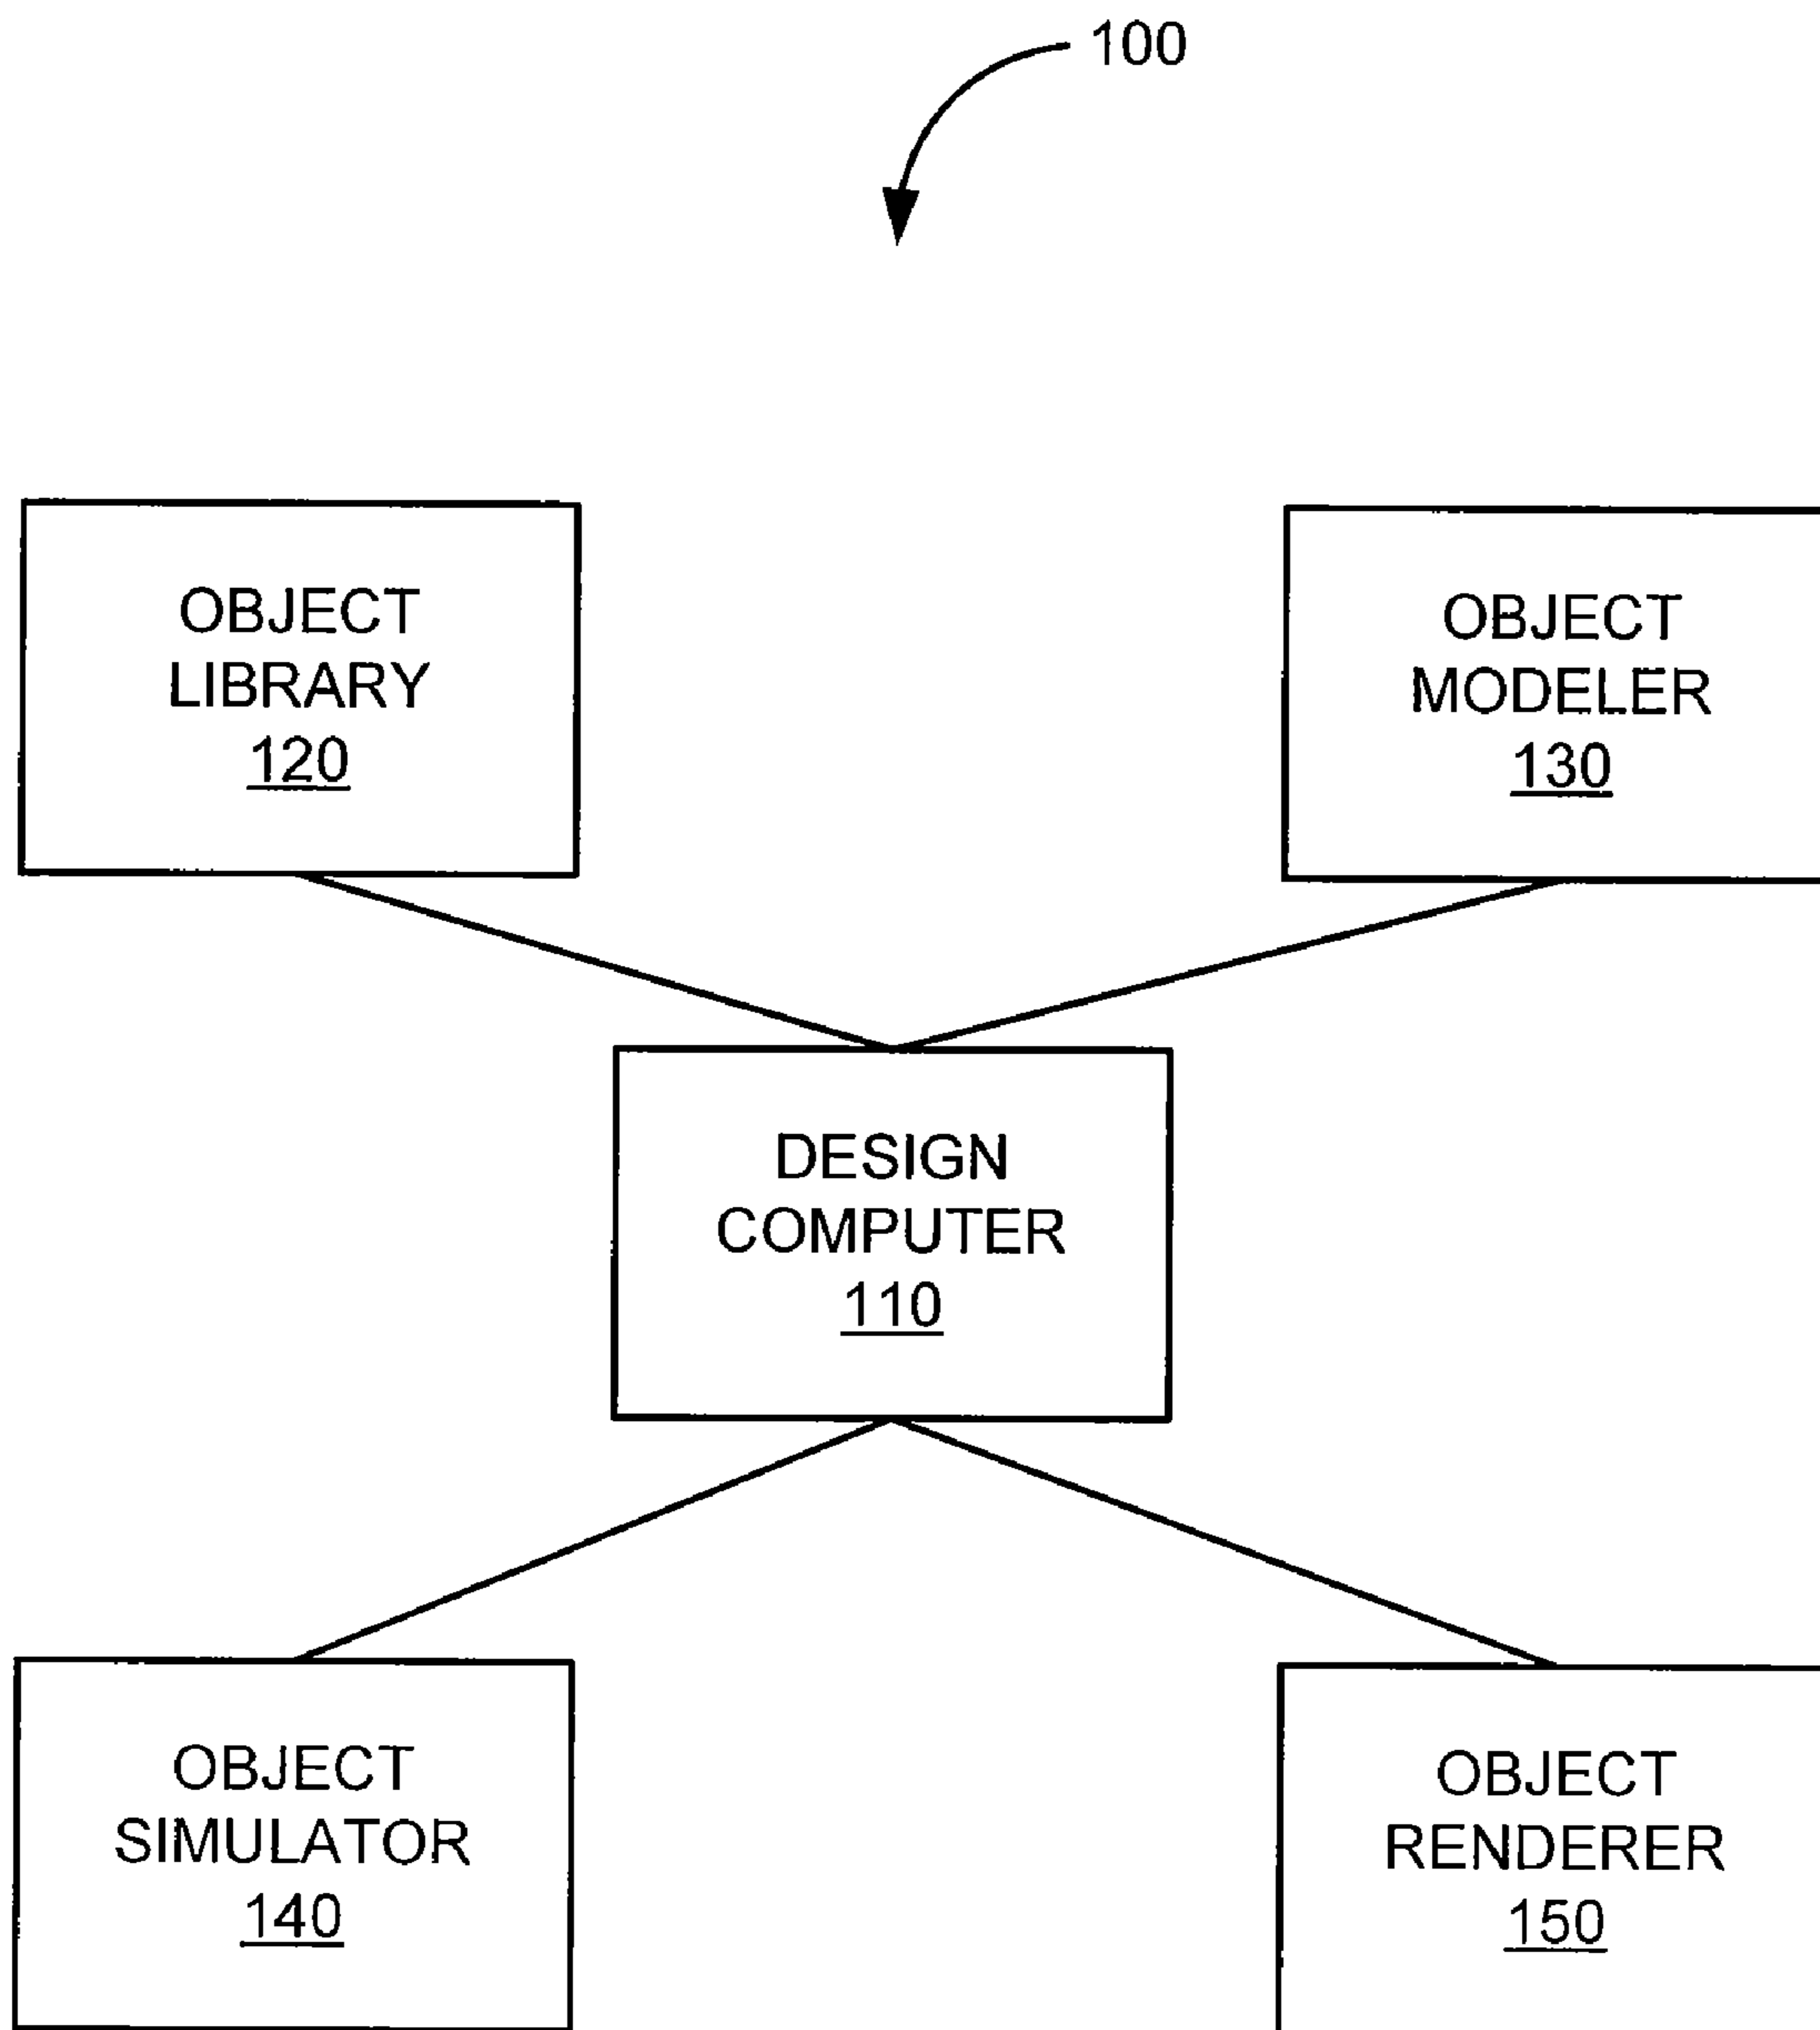 100
OBJECT
LIBRARY
120
OBJECT
MODELER
130
DESIGN
COMPUTER
110
OBJECT
SIMULATOR
140
OBJECT
RENDERER
150